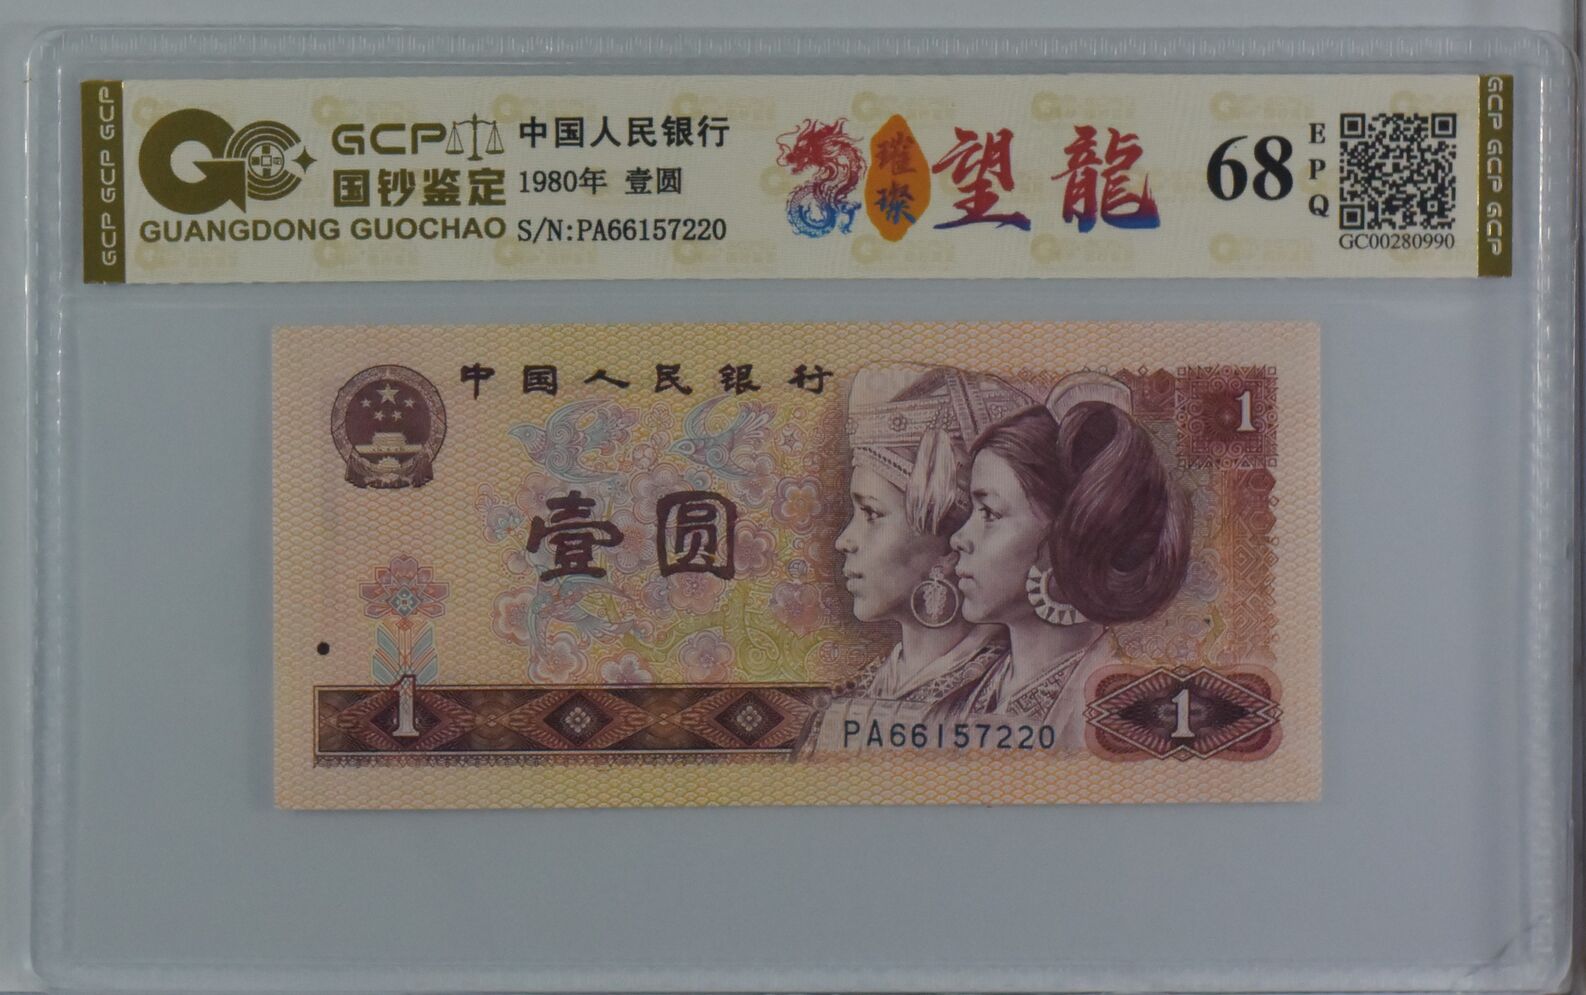 GCP GCP GCP
GCP
国钞鉴定
GUANGDONG GUOCHAO
中国人民银行
1980年 壹圆
S/N:PA66157220
璀璨
望龍
68
EPQ
GC00280990
GCP GCP GCP
中国人民银行
1
壹圆
1
PA66157220
1